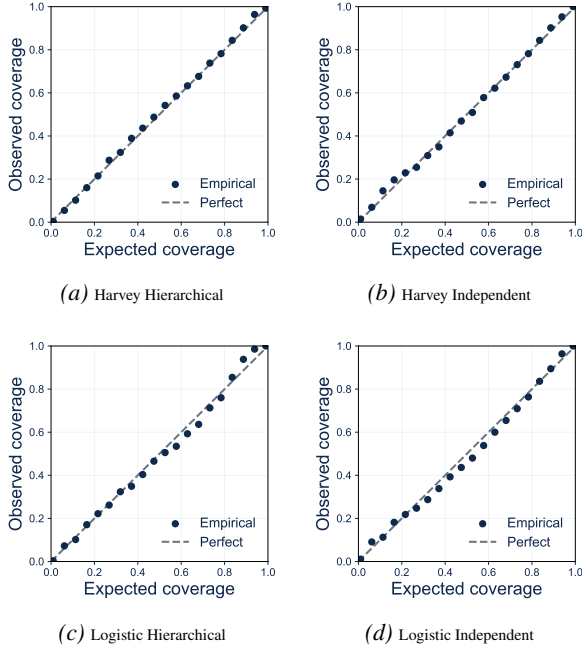 1.0
0.8
0.6
0.4
0.2
0.0
0.0 0.2 0.4 0.6 0.8 1.0
Observed coverage
Expected coverage
Empirical
Perfect
(a) Harvey Hierarchical
1.0
0.8
0.6
0.4
0.2
0.0
0.0 0.2 0.4 0.6 0.8 1.0
Observed coverage
Expected coverage
Empirical
Perfect
(b) Harvey Independent
1.0
0.8
0.6
0.4
0.2
0.0
0.0 0.2 0.4 0.6 0.8 1.0
Observed coverage
Expected coverage
Empirical
Perfect
(c) Logistic Hierarchical
1.0
0.8
0.6
0.4
0.2
0.0
0.0 0.2 0.4 0.6 0.8 1.0
Observed coverage
Expected coverage
Empirical
Perfect
(d) Logistic Independent